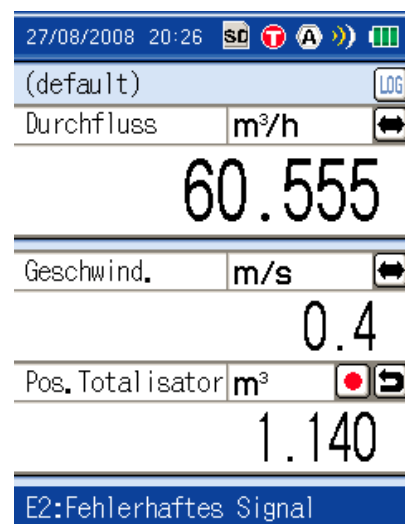 27/08/2008 20:26 SD T A
(default) LOG
Durchfluss m³/h
60.555
Geschwind. m/s
0.4
Pos.Totalisator m³
1.140
E2:Fehlerhaftes Signal